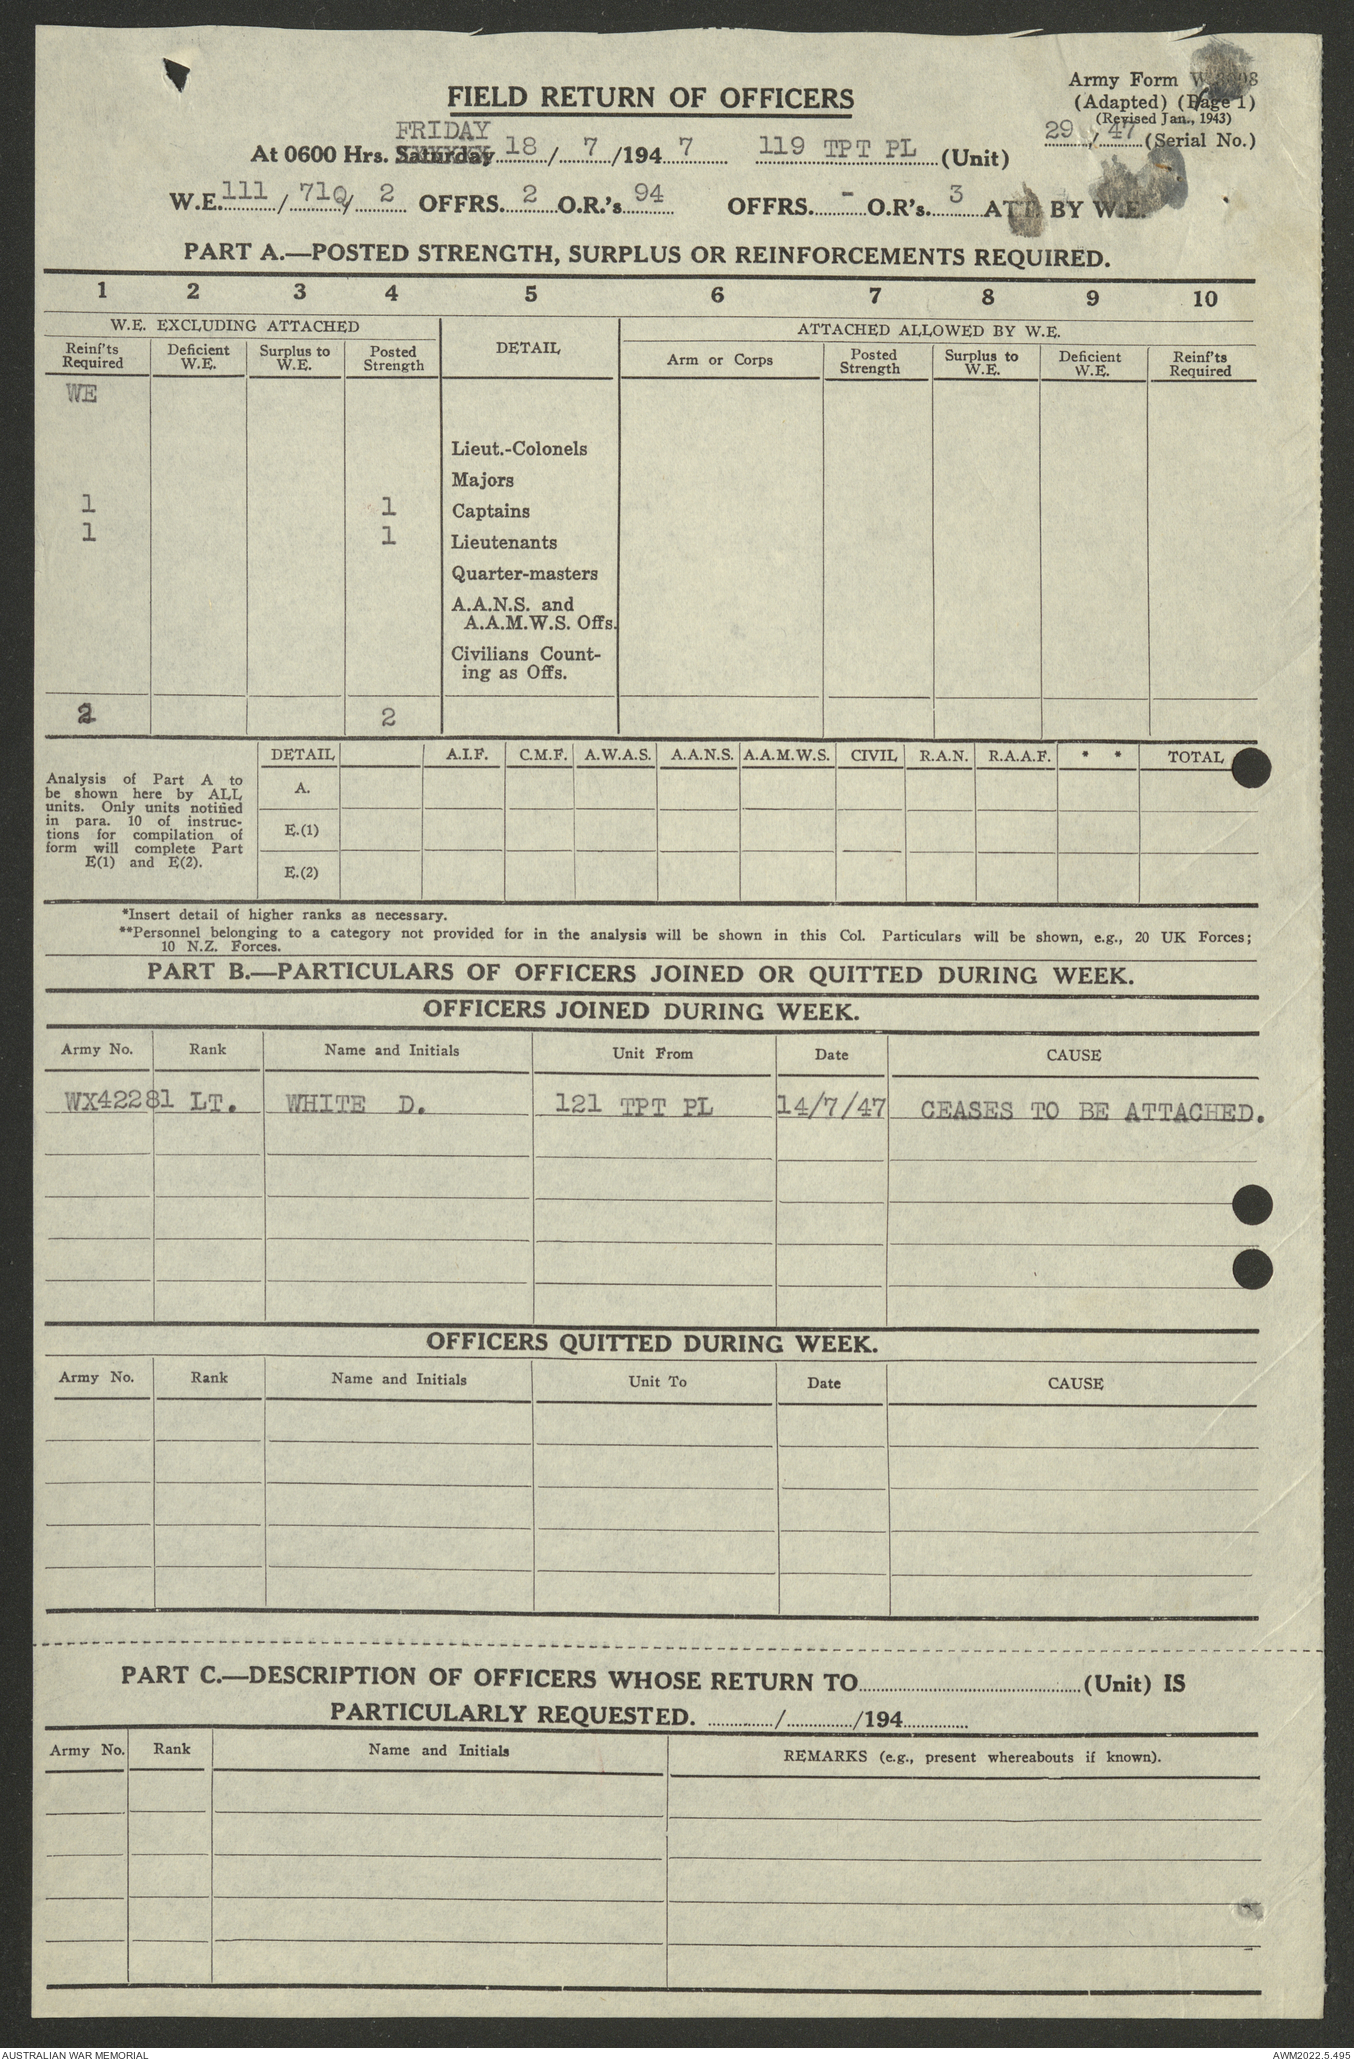 Army Form
FIELD RETURN OF OFFICERS
(Adapted) (Page 1)
(Revised Jan., 1943)
FRIDAY
At 0600 Hrs. Saturday 18 / 7 /194 7 119 TPT PL (Unit) 29 / 47 (Serial No.)
W.E. 111 / 71Q/ 2 OFFRS. 2 O.R.'s 94 OFFRS. - O.R's. 3 ATT'D BY W.E.
PART A.—POSTED STRENGTH, SURPLUS OR REINFORCEMENTS REQUIRED.
1 2 3 4 5 6 7 8 9 10
W.E. EXCLUDING ATTACHED DETAIL ATTACHED ALLOWED BY W.E.
Reinf'ts Required Deficient W.E. Surplus to W.E. Posted Strength Arm or Corps Posted Strength Surplus to W.E. Deficient W.E. Reinf'ts Required
WE
Lieut.-Colonels
Majors
1 1 Captains
1 1 Lieutenants
Quarter-masters
A.A.N.S. and
A.A.M.W.S. Offs.
Civilians Count-
ing as Offs.
2 2
DETAIL A.I.F. C.M.F. A.W.A.S. A.A.N.S. A.A.M.W.S. CIVIL R.A.N. R.A.A.F. * * TOTAL
Analysis of Part A to
be shown here by ALL
units. Only units notified
in para. 10 of instruc-
tions for compilation of
form will complete Part
E(1) and E(2).
A.
E.(1)
E.(2)
*Insert detail of higher ranks as necessary.
**Personnel belonging to a category not provided for in the analysis will be shown in this Col. Particulars will be shown, e.g., 20 UK Forces;
10 N.Z. Forces.
PART B.—PARTICULARS OF OFFICERS JOINED OR QUITTED DURING WEEK.
OFFICERS JOINED DURING WEEK.
Army No. Rank Name and Initials Unit From Date CAUSE
WX42281 LT. WHITE D. 121 TPT PL 14/7/47 CEASES TO BE ATTACHED.
OFFICERS QUITTED DURING WEEK.
Army No. Rank Name and Initials Unit To Date CAUSE
PART C.—DESCRIPTION OF OFFICERS WHOSE RETURN TO (Unit) IS
PARTICULARLY REQUESTED. / /194
Army No. Rank Name and Initials REMARKS (e.g., present whereabouts if known).
AUSTRALIAN WAR MEMORIAL AWM2022.5.495